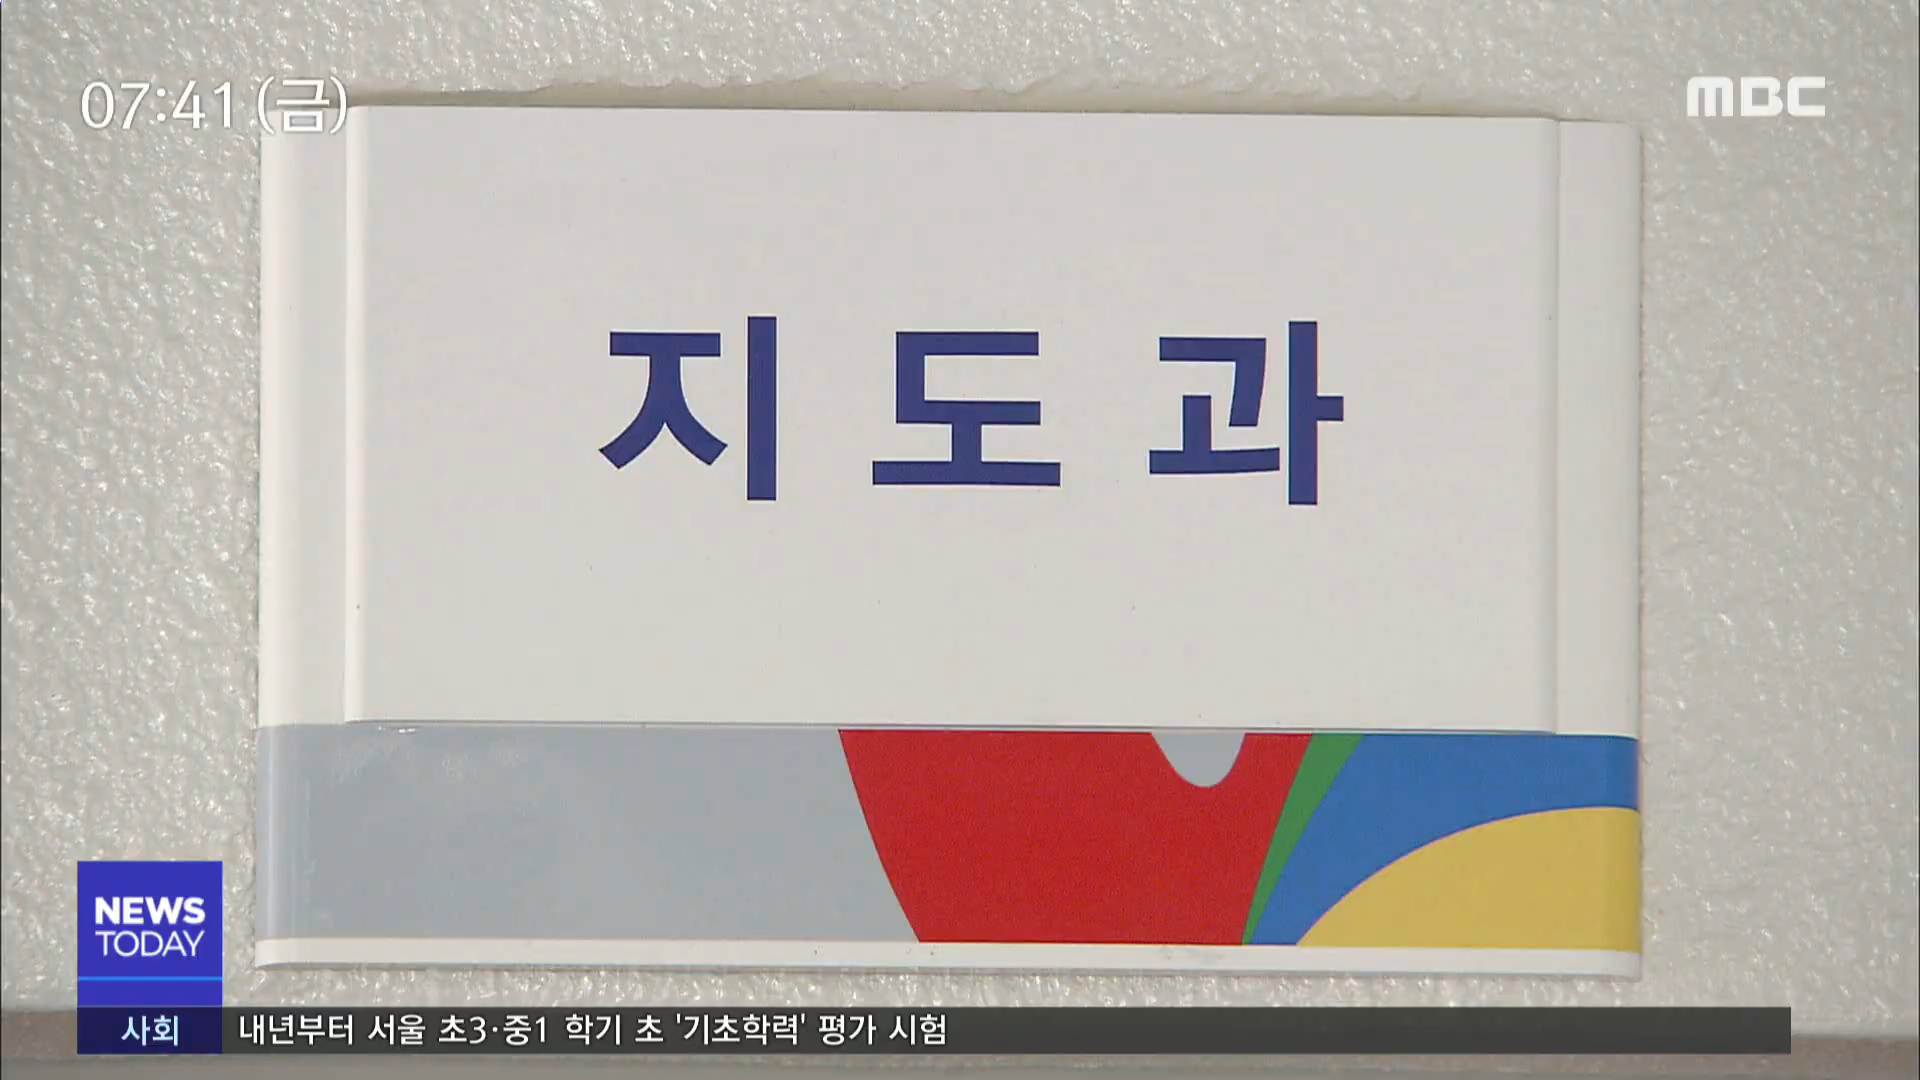 07:41 (금)
MBC
지도과
NEWS
TODAY
사회
내년부터 서울 초3·중1 학기 초 '기초학력' 평가 시험